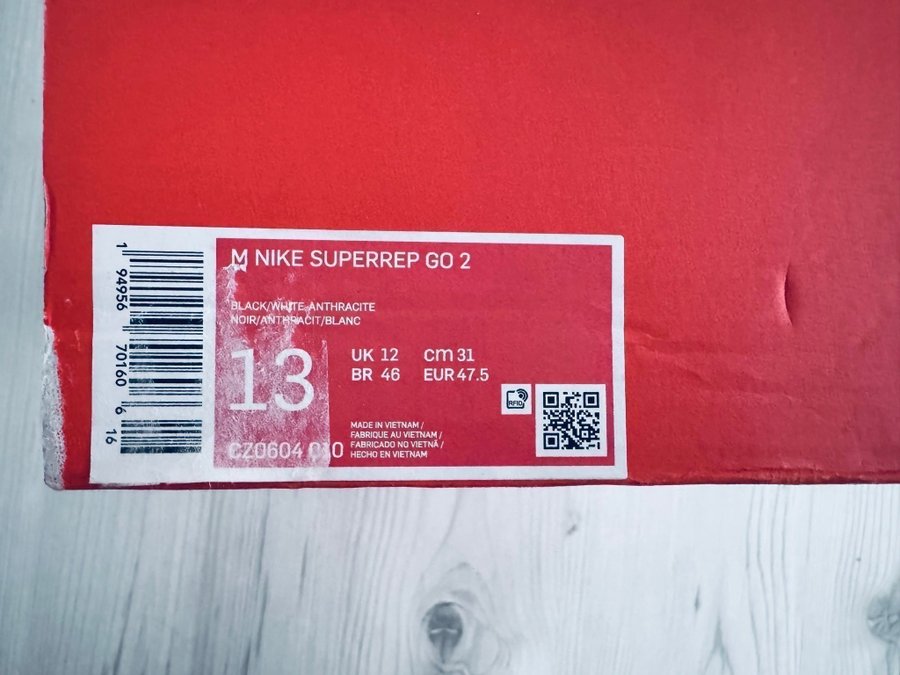 1 94956 70160 6 16
M NIKE SUPERREP GO 2
BLACK/WHITE-ANTHRACITE
NOIR/ANTHRACIT/BLANC
13
UK 12 cm 31
BR 46 EUR 47.5
RFID
MADE IN VIETNAM /
FABRIQUE AU VIETNAM /
FABRICADO NO VIETNÃ /
HECHO EN VIETNAM
CZ0604 010